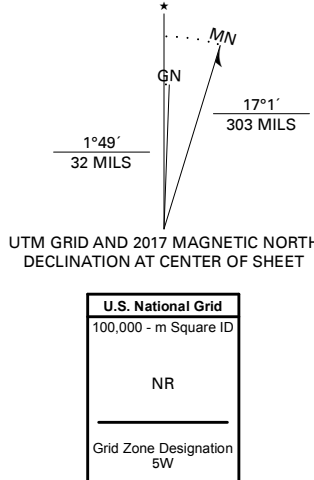 ★
MN
GN
1°49´
32 MILS
17°1´
303 MILS
UTM GRID AND 2017 MAGNETIC NORTH
DECLINATION AT CENTER OF SHEET
U.S. National Grid
100,000 - m Square ID
NR
Grid Zone Designation
5W